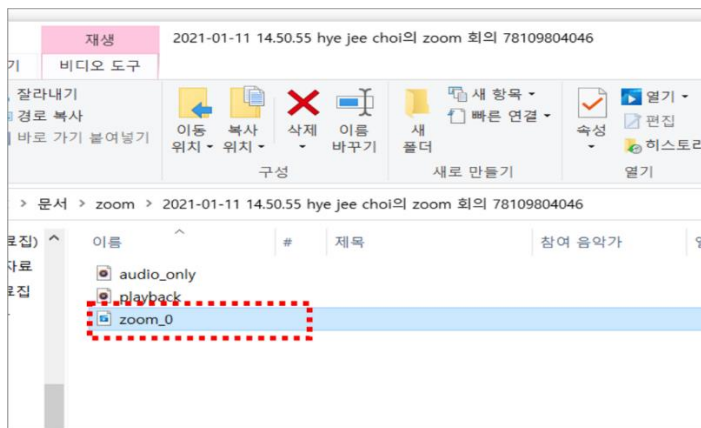 재생
2021-01-11 14.50.55 hye jee choi의 zoom 회의 78109804046
기
비디오 도구
잘라내기
경로 복사
바로 가기 붙여넣기
이동 위치
복사 위치
삭제
이름 바꾸기
새 폴더
새 항목
빠른 연결
속성
열기
편집
히스토리
구성
새로 만들기
열기
> 문서 > zoom > 2021-01-11 14.50.55 hye jee choi의 zoom 회의 78109804046
료집)
자료
료집
이름
#
제목
참여 음악가
audio_only
playback
zoom_0